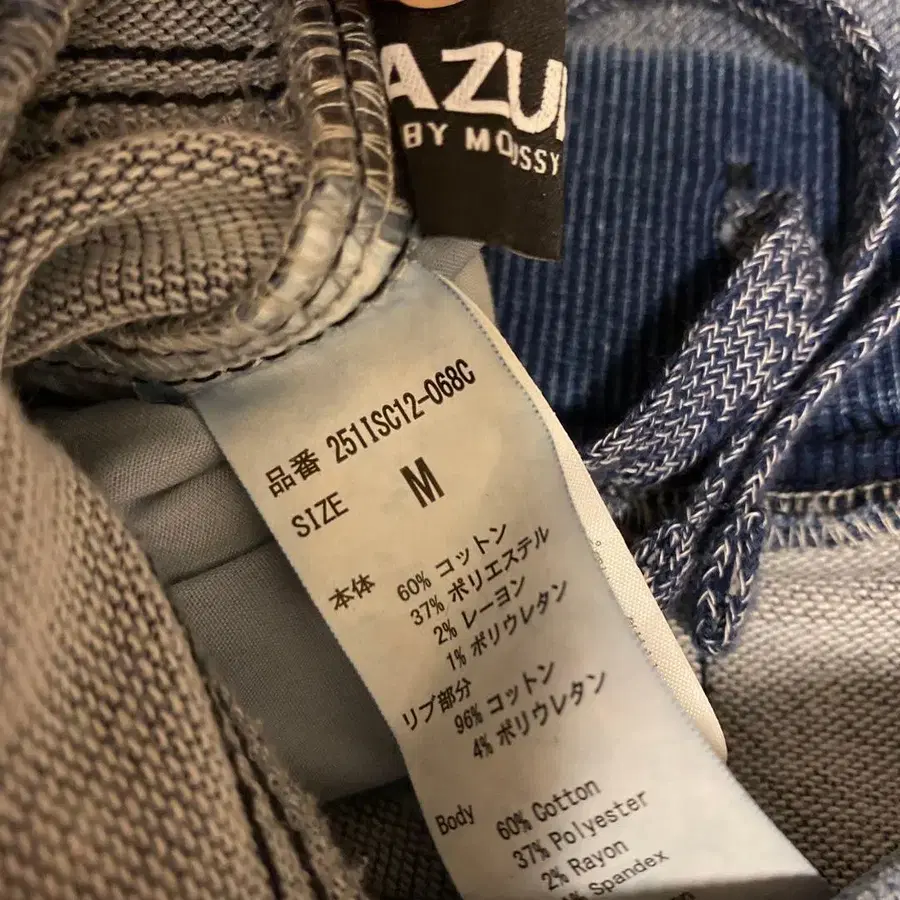 AZU
BY MOUSSY
品番 251ISC12-068C
SIZE M
本体 60% コットン
37% ポリエステル
2% レーヨン
1% ポリウレタン
リブ部分
96% コットン
4% ポリウレタン
Body 60% Cotton
37% Polyester
2% Rayon
1% Spandex